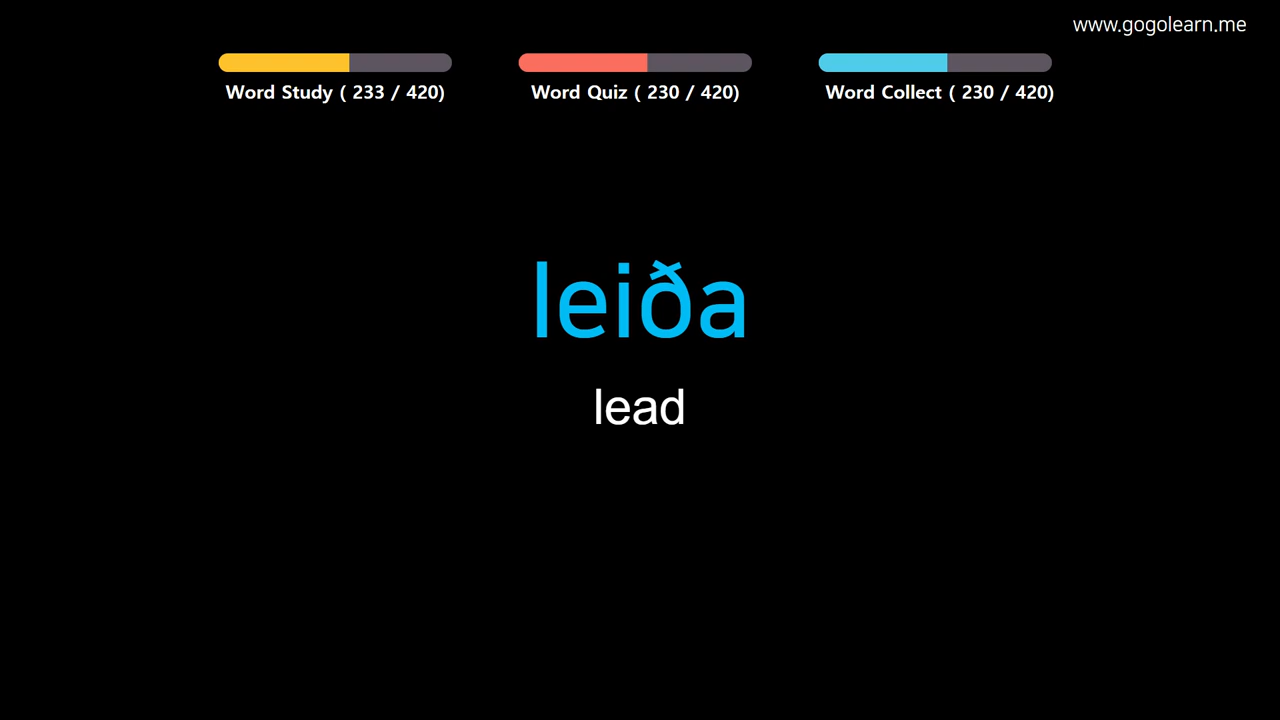 www.gogolearn.me
Word Study ( 233 / 420)
Word Quiz ( 230 / 420)
Word Collect ( 230 / 420)
leiða
lead